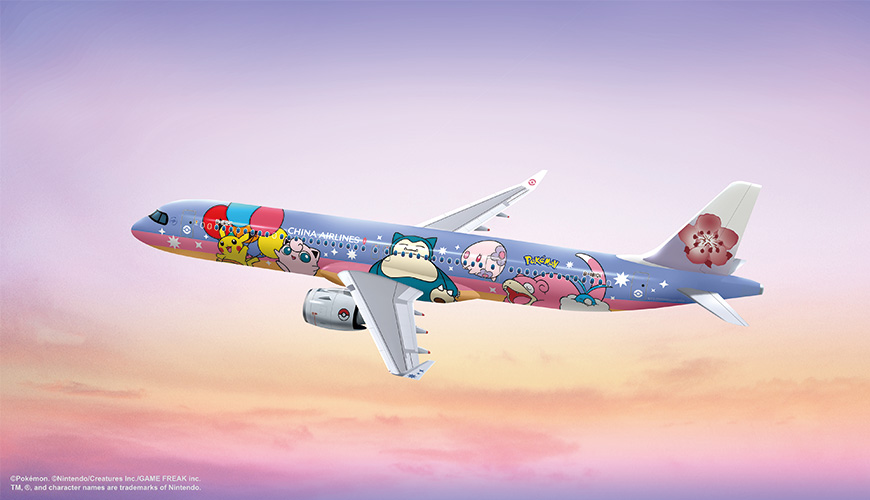 CHINA AIRLINES
POKéMON
©Pokémon. ©Nintendo/Creatures Inc./GAME FREAK inc.
TM, ®, and character names are trademarks of Nintendo.